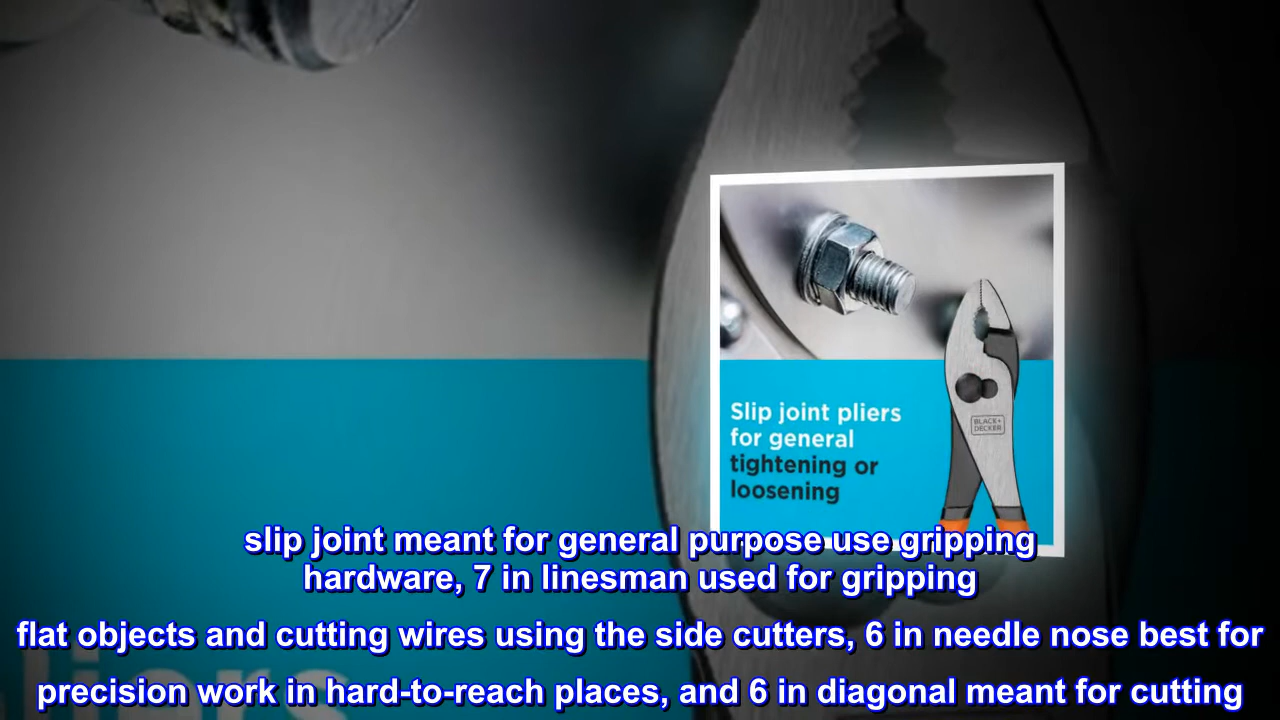 Slip joint pliers
for general
tightening or
loosening
BLACK+
DECKER
slip joint meant for general purpose use gripping
hardware, 7 in linesman used for gripping
flat objects and cutting wires using the side cutters, 6 in needle nose best for
precision work in hard-to-reach places, and 6 in diagonal meant for cutting